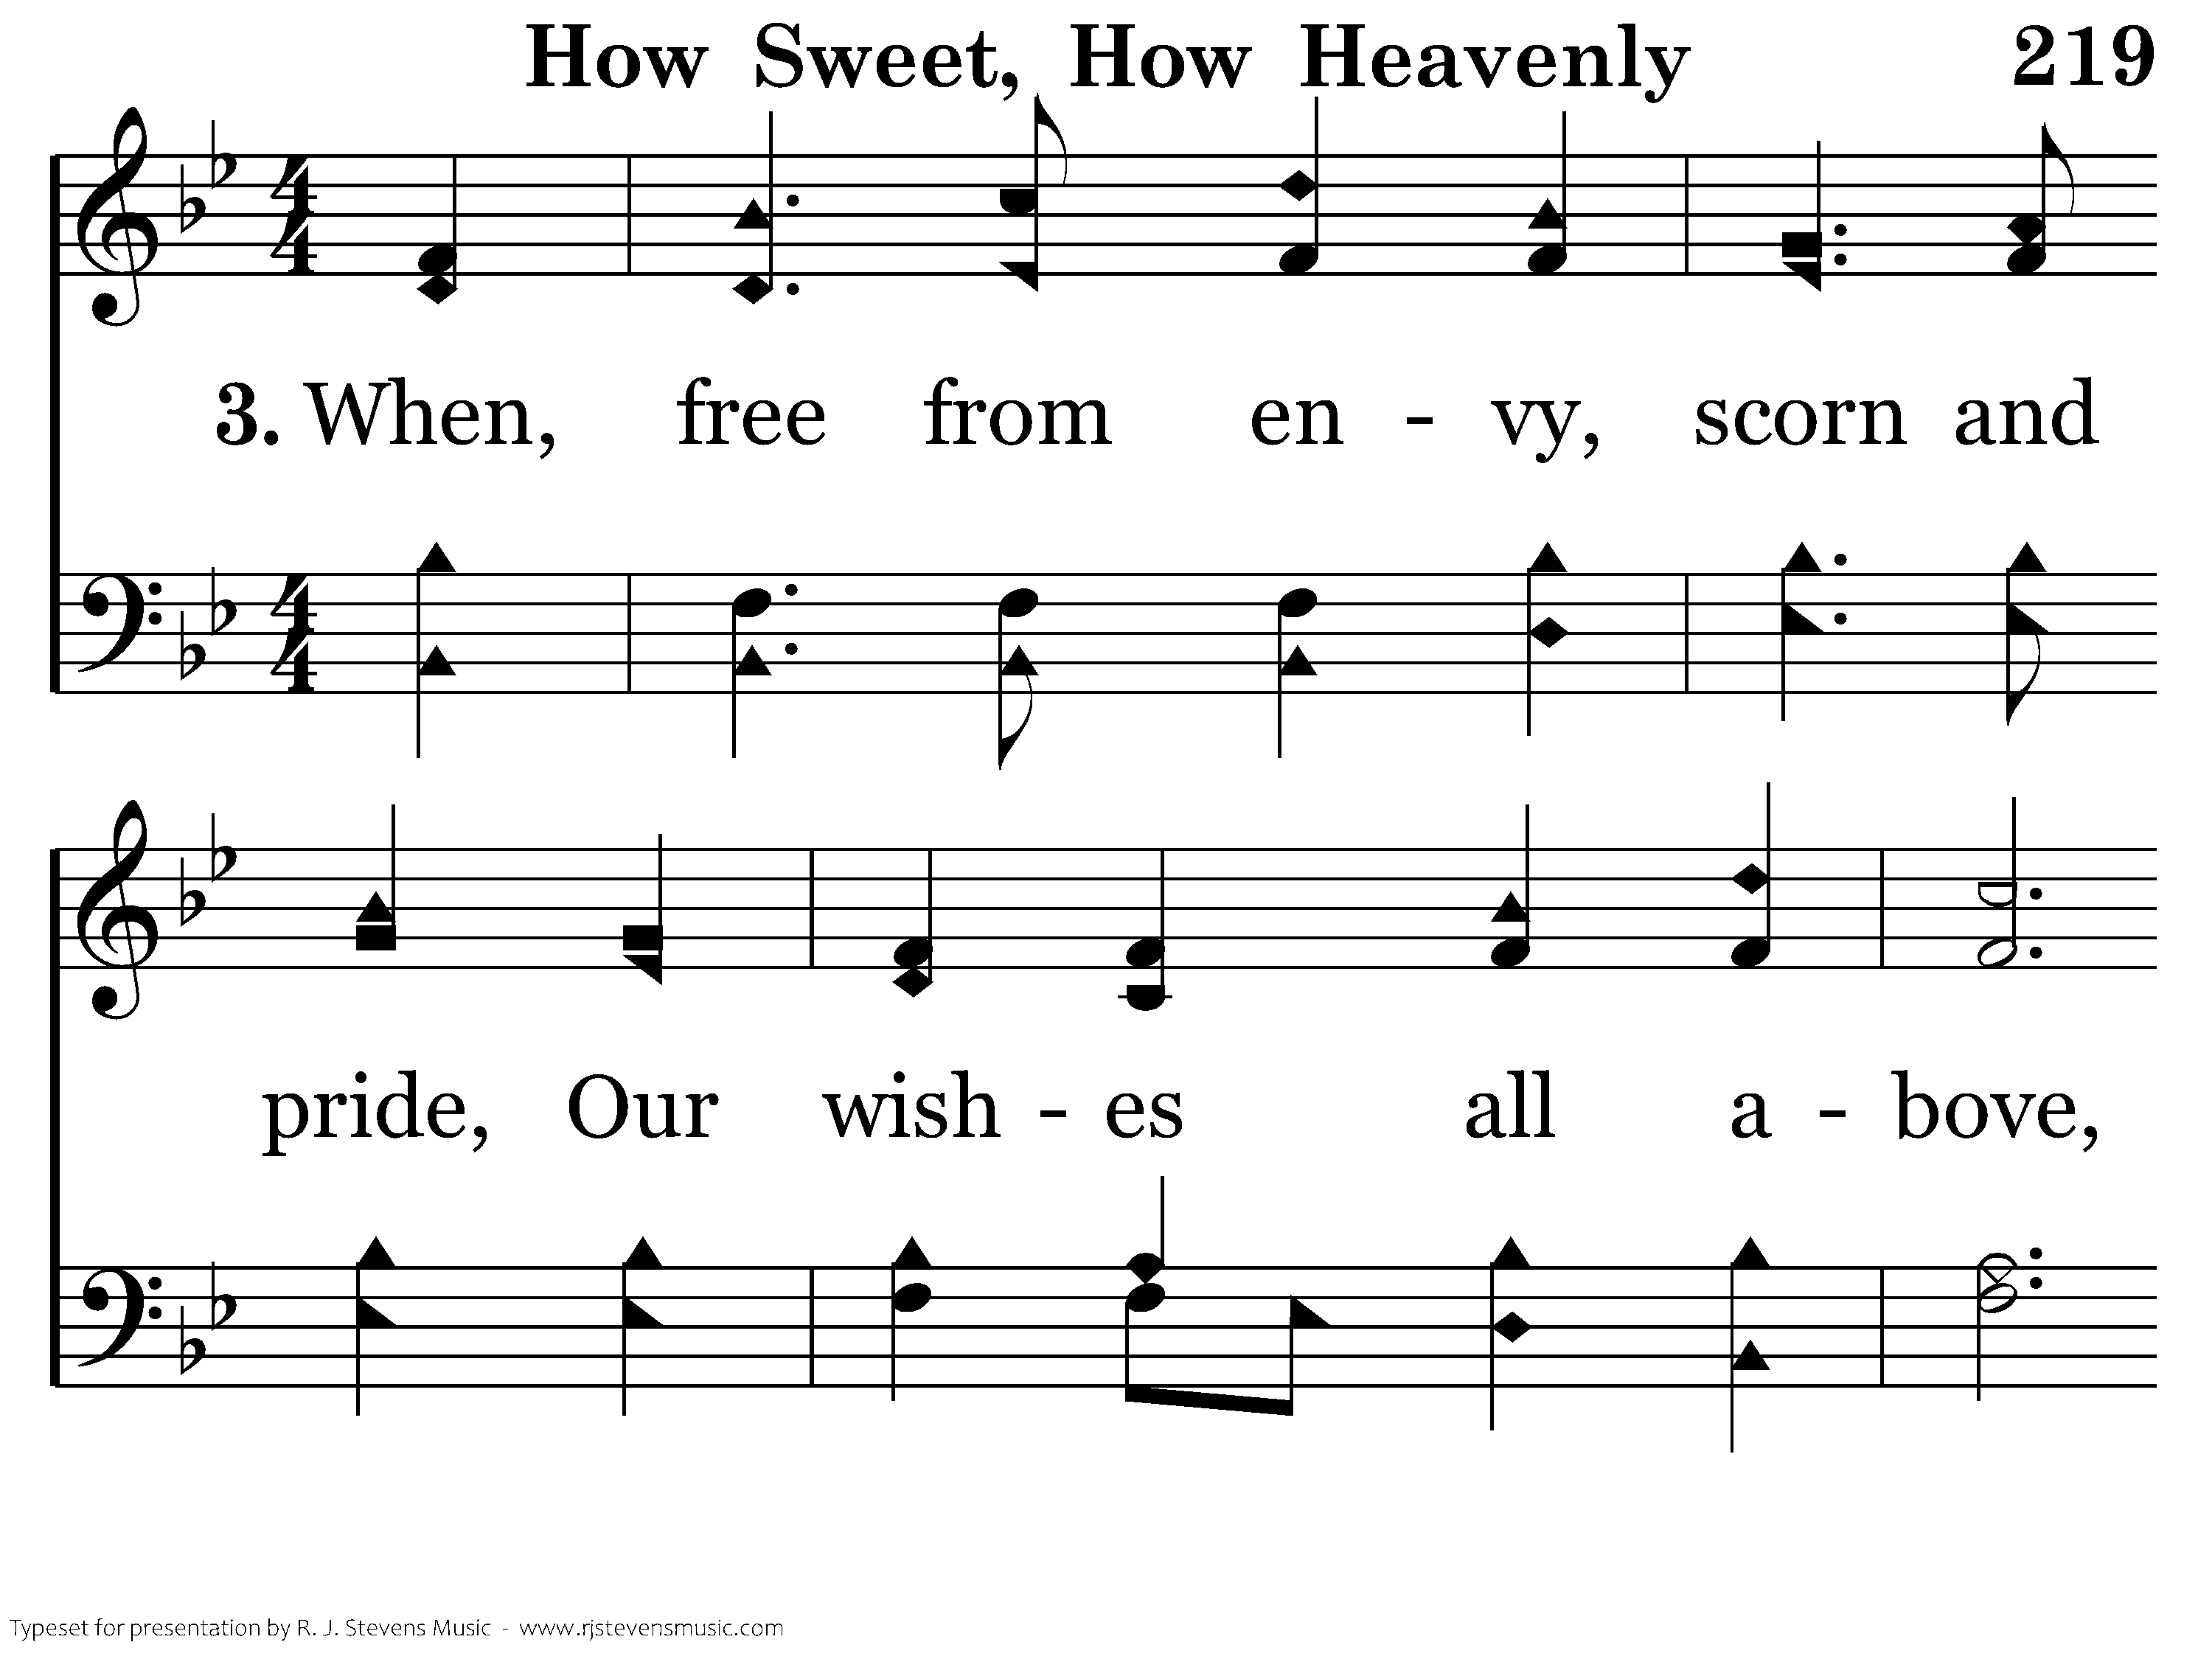 How Sweet, How Heavenly 219
3. When, free from en - vy, scorn and
pride, Our wish - es all a - bove,
Typeset for presentation by R. J. Stevens Music - www.rjstevensmusic.com